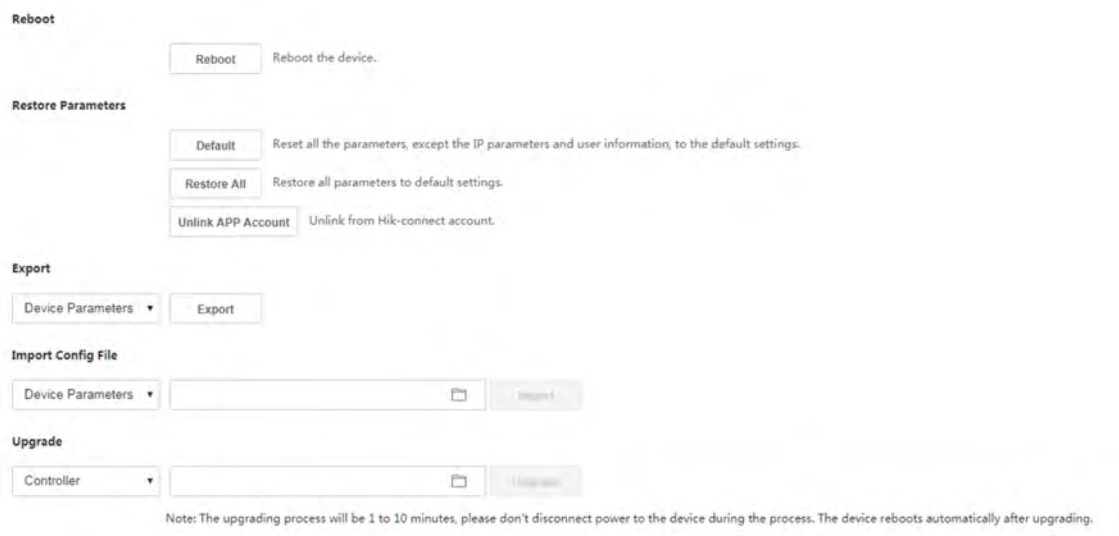 Reboot
Reboot Reboot the device.
Restore Parameters
Default Reset all the parameters, except the IP parameters and user information, to the default settings.
Restore All Restore all parameters to default settings.
Unlink APP Account Unlink from Hik-connect account.
Export
Device Parameters Export
Import Config File
Device Parameters Import
Upgrade
Controller Upgrade
Note: The upgrading process will be 1 to 10 minutes, please don't disconnect power to the device during the process. The device reboots automatically after upgrading.